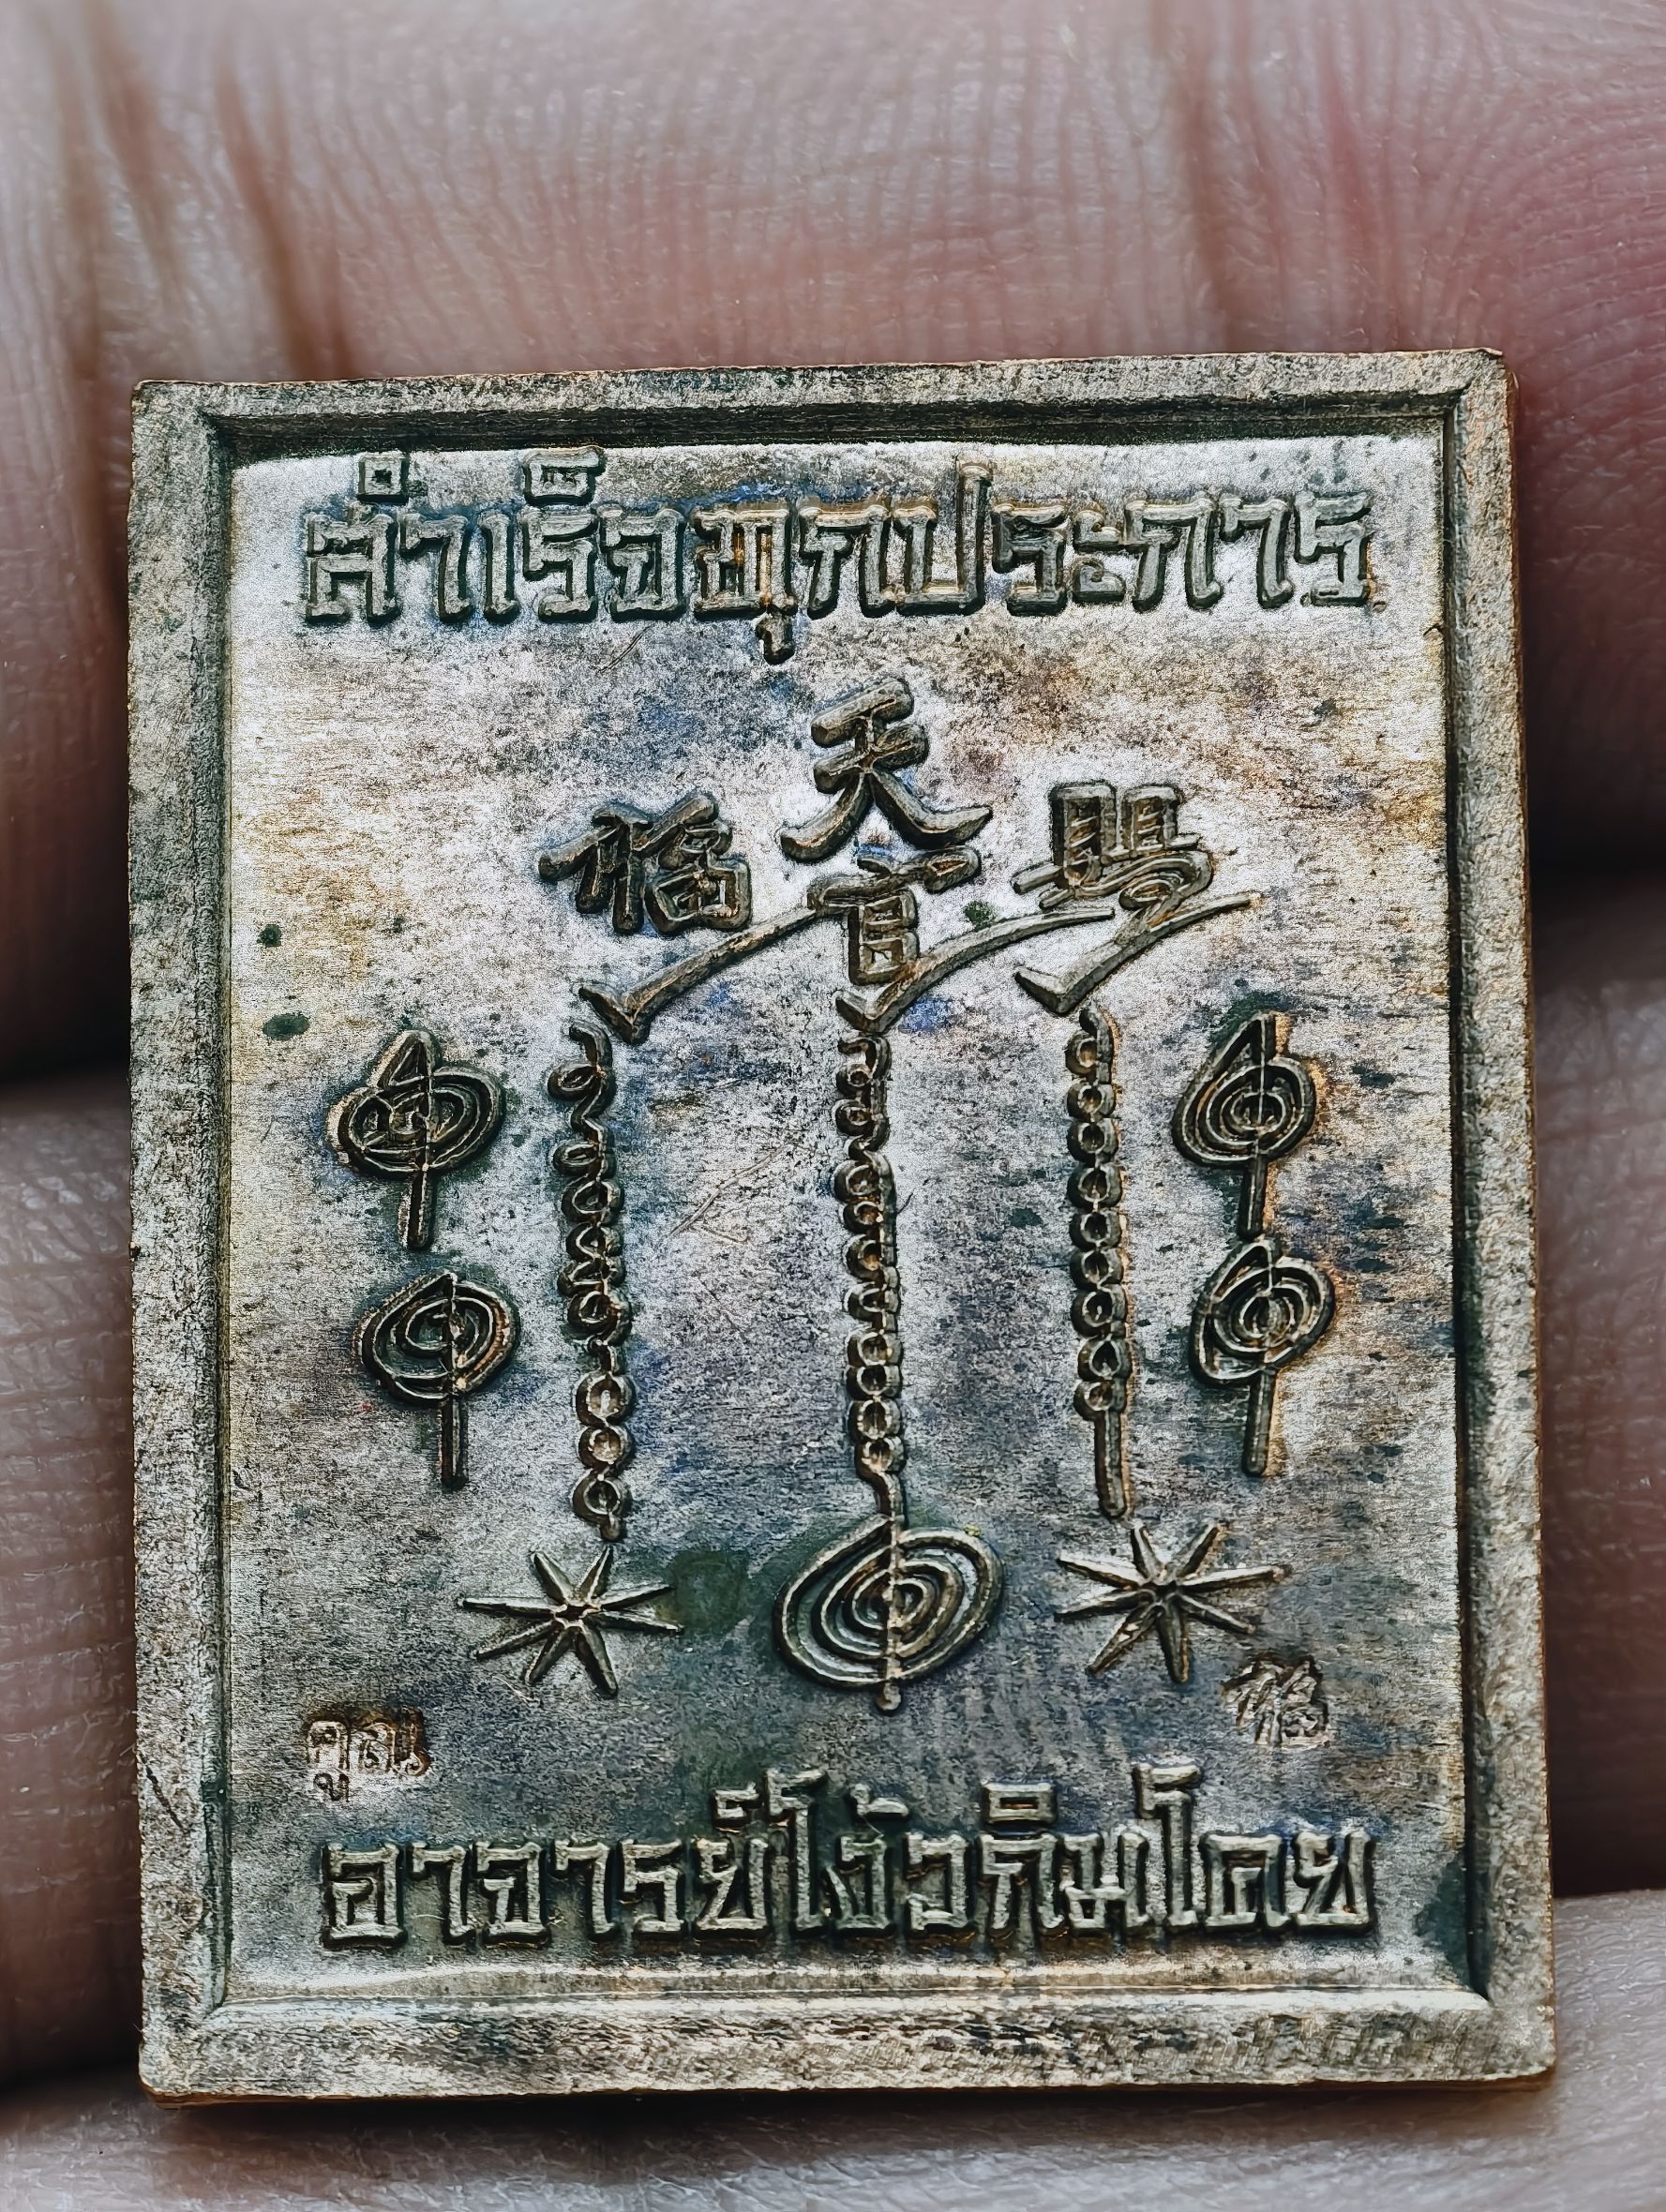 สำเร็จทุกประการ
天官
福
คูณ
福
อาจารย์โง้วกิมโคย